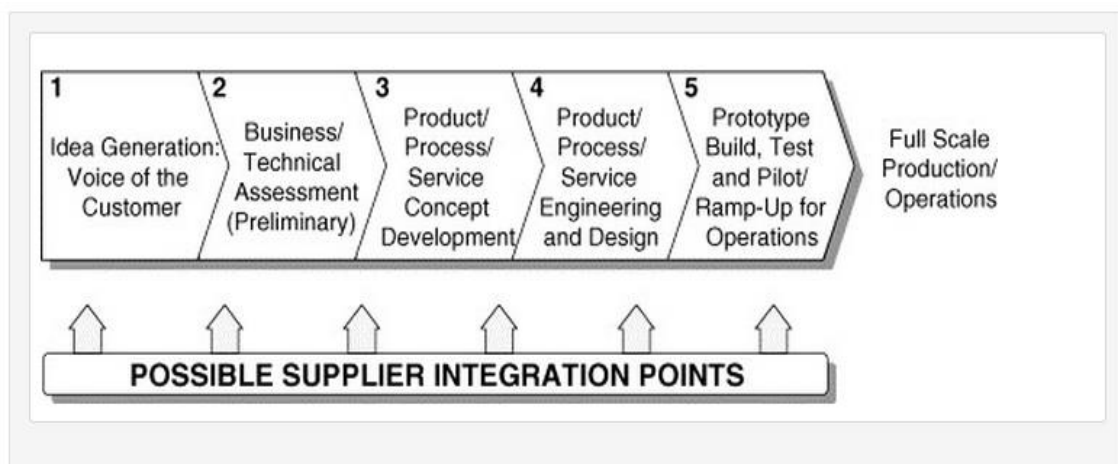 1
Idea Generation:
Voice of the
Customer
2
Business/
Technical
Assessment
(Preliminary)
3
Product/
Process/
Service
Concept
Development
4
Product/
Process/
Service
Engineering
and Design
5
Prototype
Build, Test
and Pilot/
Ramp-Up for
Operations
Full Scale
Production/
Operations
POSSIBLE SUPPLIER INTEGRATION POINTS